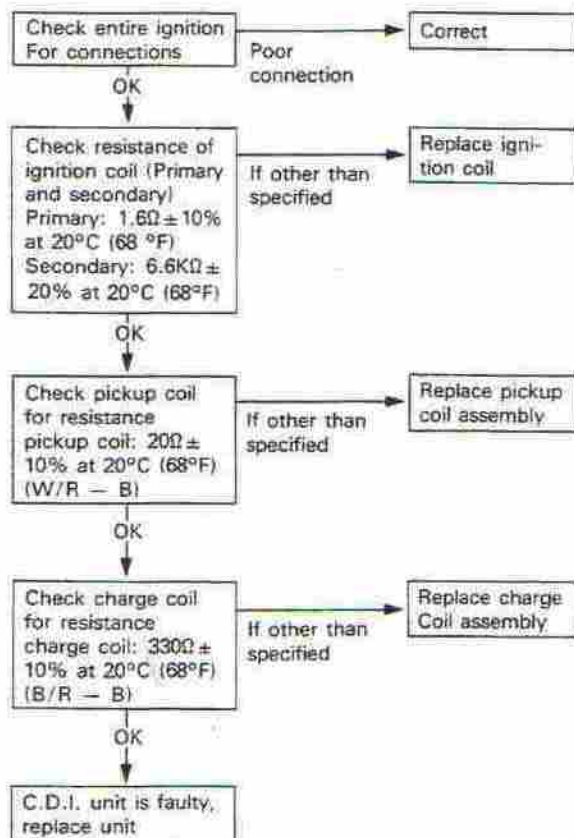 Check entire ignition
For connections
Poor
connection
Correct
OK
Check resistance of
ignition coil (Primary
and secondary)
Primary: 1.6Ω±10%
at 20°C (68 °F)
Secondary: 6.6KΩ±
20% at 20°C (68°F)
If other than
specified
Replace igni-
tion coil
OK
Check pickup coil
for resistance
pickup coil: 20Ω±
10% at 20°C (68°F)
(W/R — B)
If other than
specified
Replace pickup
coil assembly
OK
Check charge coil
for resistance
charge coil: 330Ω±
10% at 20°C (68°F)
(B/R — B)
If other than
specified
Replace charge
Coil assembly
OK
C.D.I. unit is faulty,
replace unit